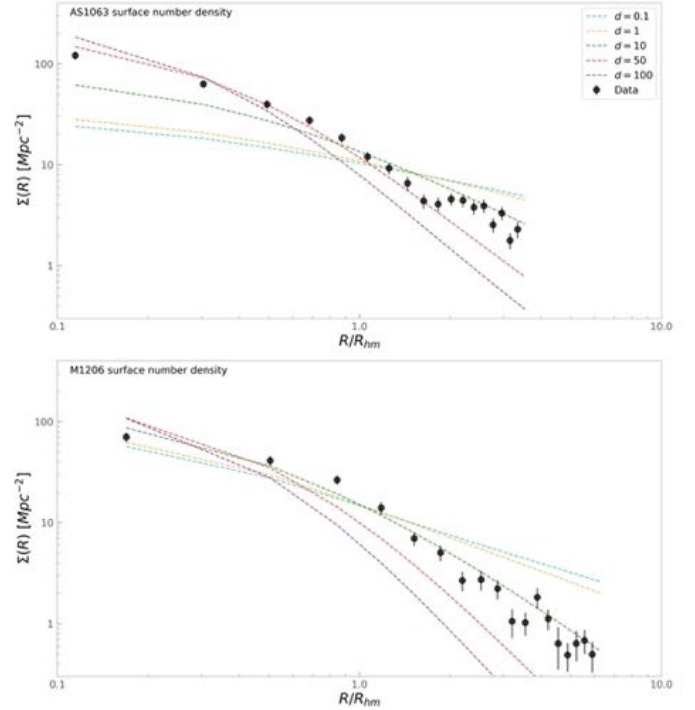 AS1063 surface number density
d = 0.1
d = 1
d = 10
d = 50
d = 100
Data
100
10
1
Σ(R) [Mpc⁻²]
0.1
1.0
10.0
R/R_hm
M1206 surface number density
100
10
1
Σ(R) [Mpc⁻²]
0.1
1.0
10.0
R/R_hm